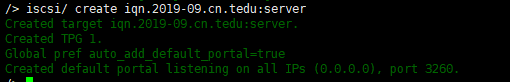 /> iscsi/ create iqn.2019-09.cn.tedu:server
Created target iqn.2019-09.cn.tedu:server.
Created TPG 1.
Global pref auto_add_default_portal=true
Created default portal listening on all IPs (0.0.0.0), port 3260.
/>